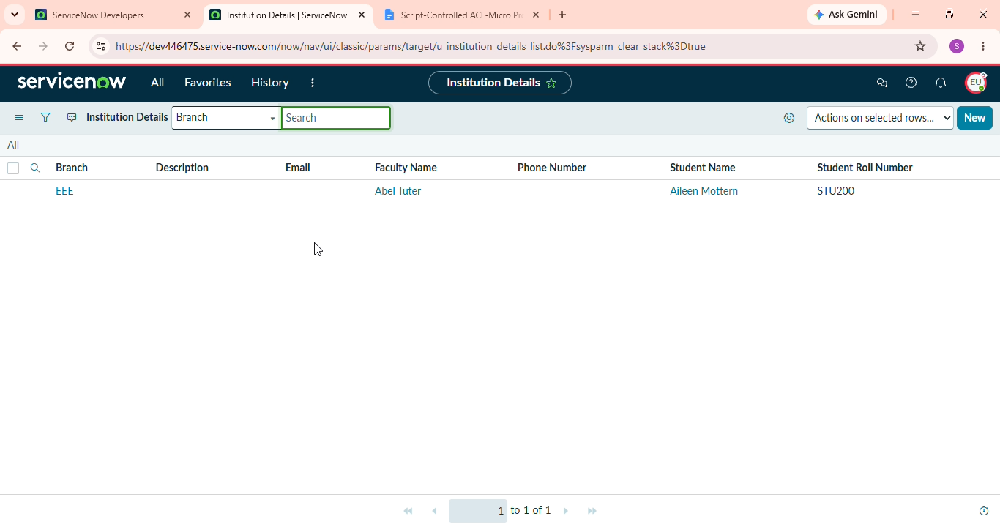 ServiceNow Developers
Institution Details | ServiceNow
Script-Controlled ACL-Micro Pr
Ask Gemini
https://dev446475.service-now.com/now/nav/ui/classic/params/target/u_institution_details_list.do%3Fsysparm_clear_stack%3Dtrue
S
servicenow All Favorites History Institution Details EU
Institution Details Branch Search Actions on selected rows... New
All
Branch Description Email Faculty Name Phone Number Student Name Student Roll Number
EEE Abel Tuter Aileen Mottern STU200
1 to 1 of 1